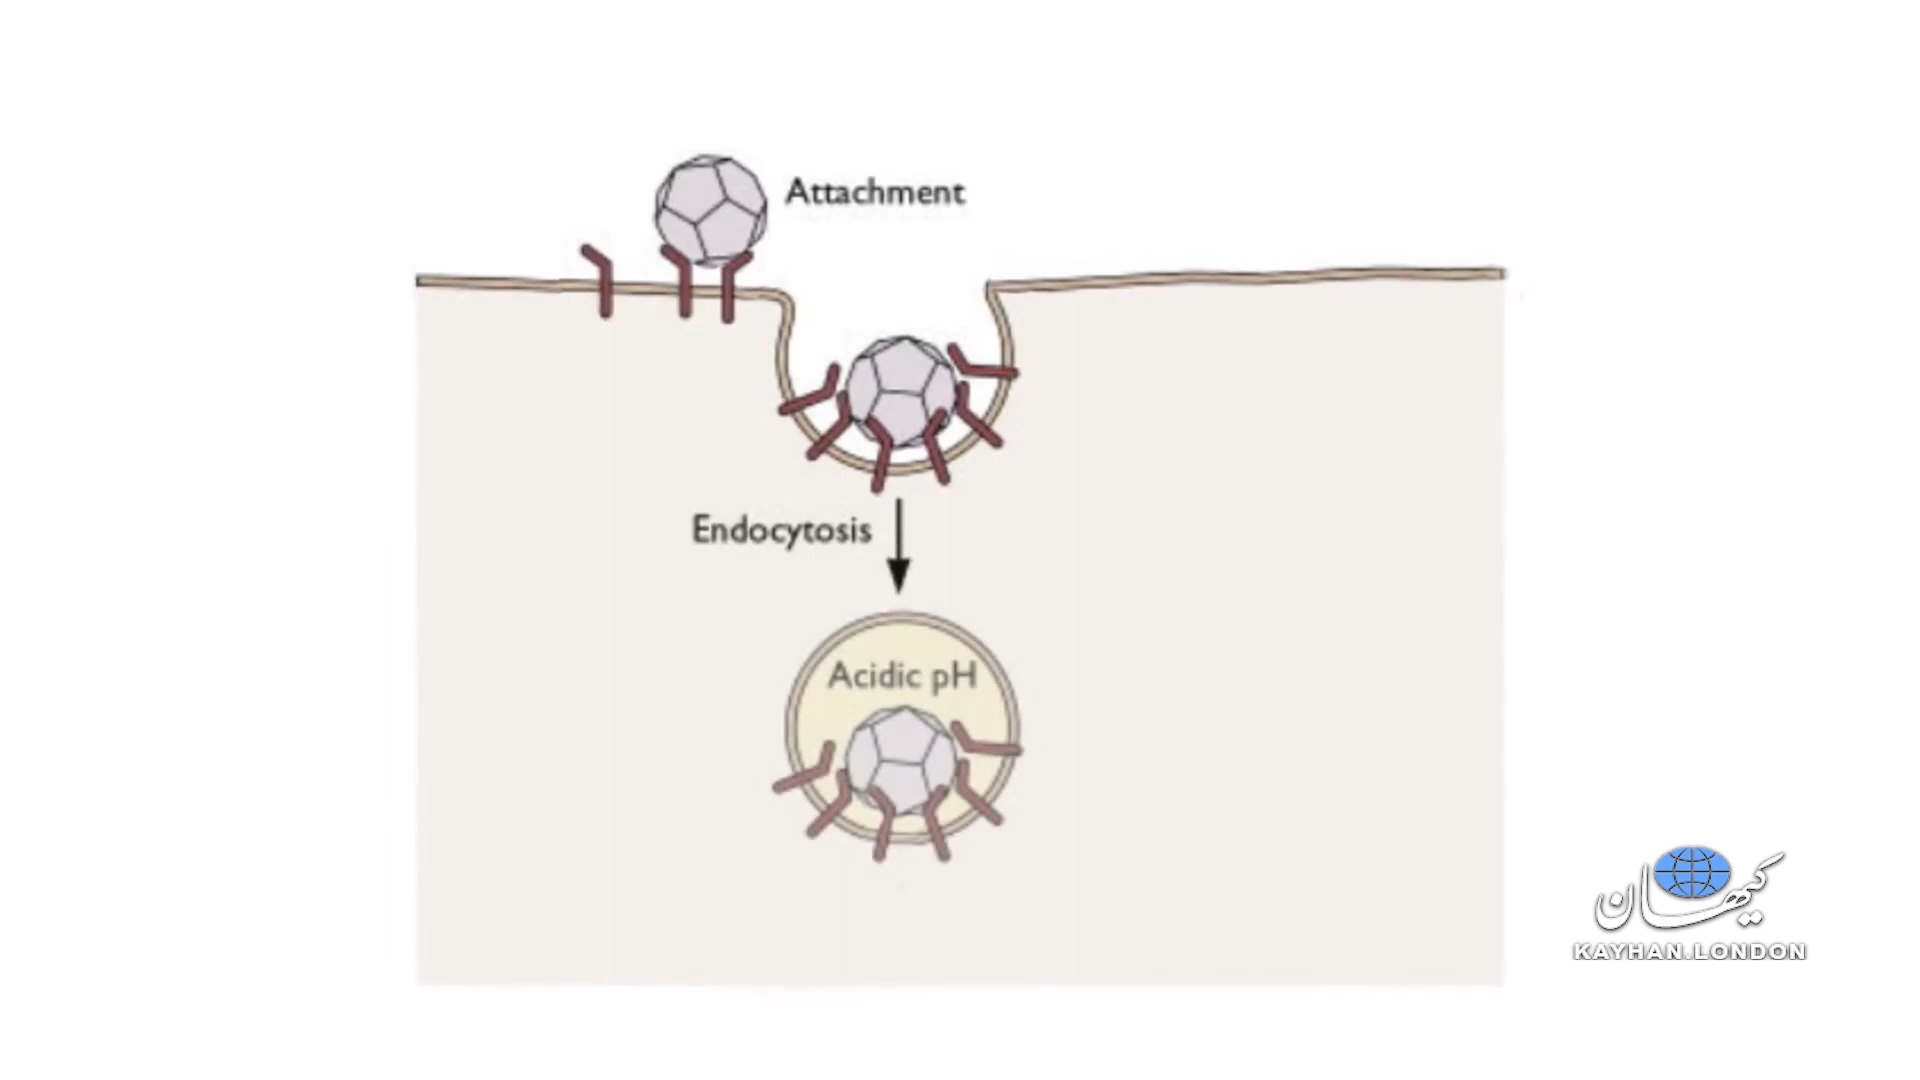 Attachment
Endocytosis
Acidic pH
کیهان
KAYHAN.LONDON